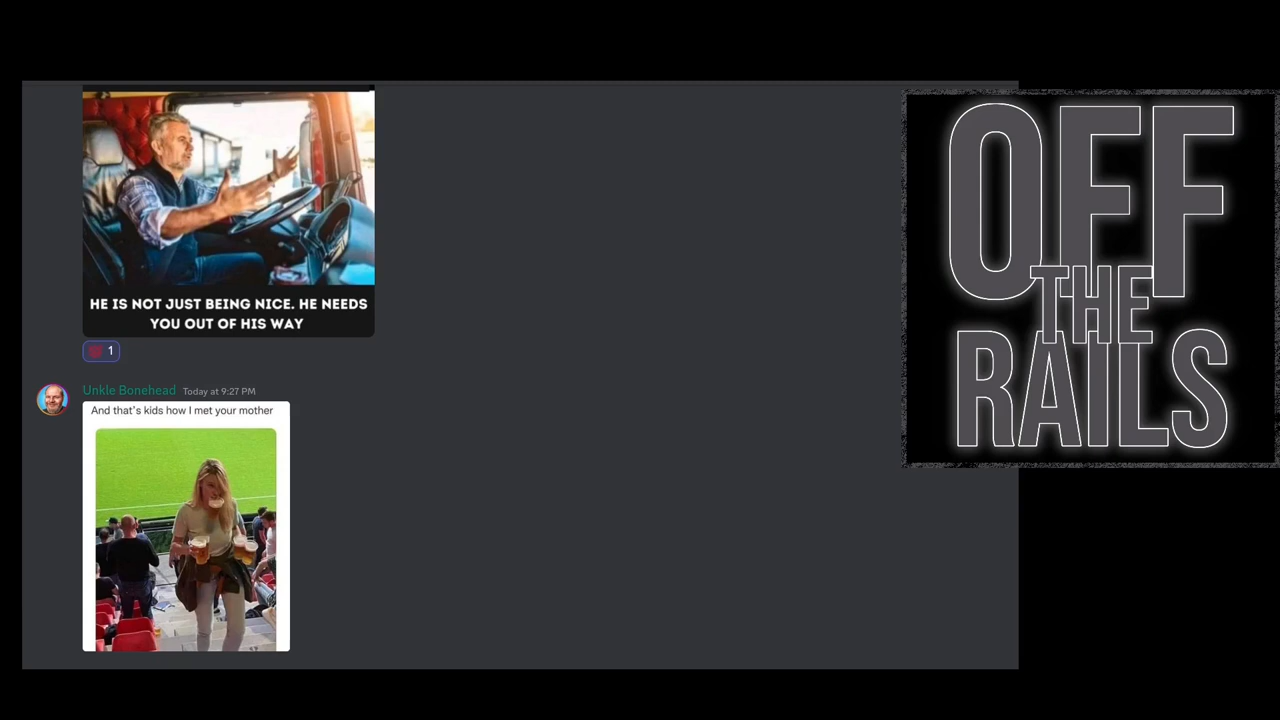 HE IS NOT JUST BEING NICE. HE NEEDS
YOU OUT OF HIS WAY
1
Unkle Bonehead Today at 9:27 PM
And that's kids how I met your mother
OFF
THE
RAILS